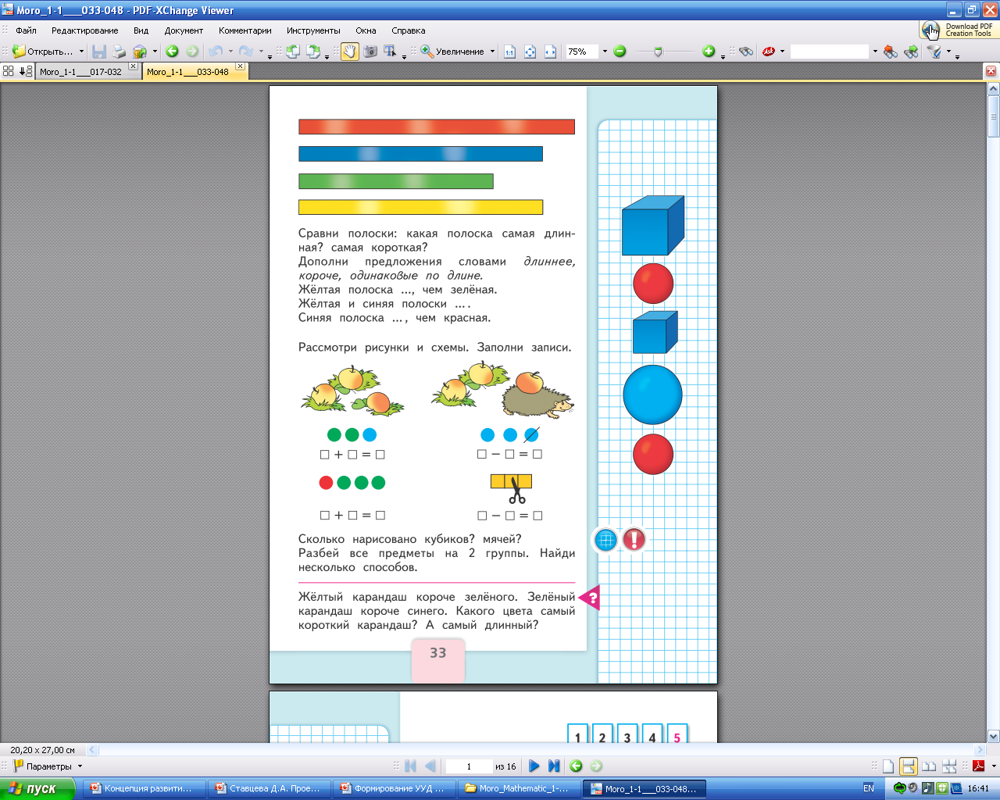 Moro_1-1___033-048 - PDF-XChange Viewer
Файл Редактирование Вид Документ Комментарии Инструменты Окна Справка
Download PDF
Creation Tools
Открыть... Увеличение 1:1 75%
Moro_1-1___017-032 Moro_1-1___033-048
Сравни полоски: какая полоска самая длин-
ная? самая короткая?
Дополни предложения словами длиннее,
короче, одинаковые по длине.
Жёлтая полоска ..., чем зелёная.
Жёлтая и синяя полоски ... .
Синяя полоска ... , чем красная.
Рассмотри рисунки и схемы. Заполни записи.
□ + □ = □ □ − □ = □
□ + □ = □ □ − □ = □
Сколько нарисовано кубиков? мячей?
Разбей все предметы на 2 группы. Найди
несколько способов.
!
Жёлтый карандаш короче зелёного. Зелёный
карандаш короче синего. Какого цвета самый
короткий карандаш? А самый длинный?
?
33
1 2 3 4 5
20,20 x 27,00 см
Параметры 1 из 16
пуск Концепция развити... Ставцева Д.А. Прое... Формирование УУД ... Moro_Mathematic_1-... Moro_1-1___033-048... EN 16:41